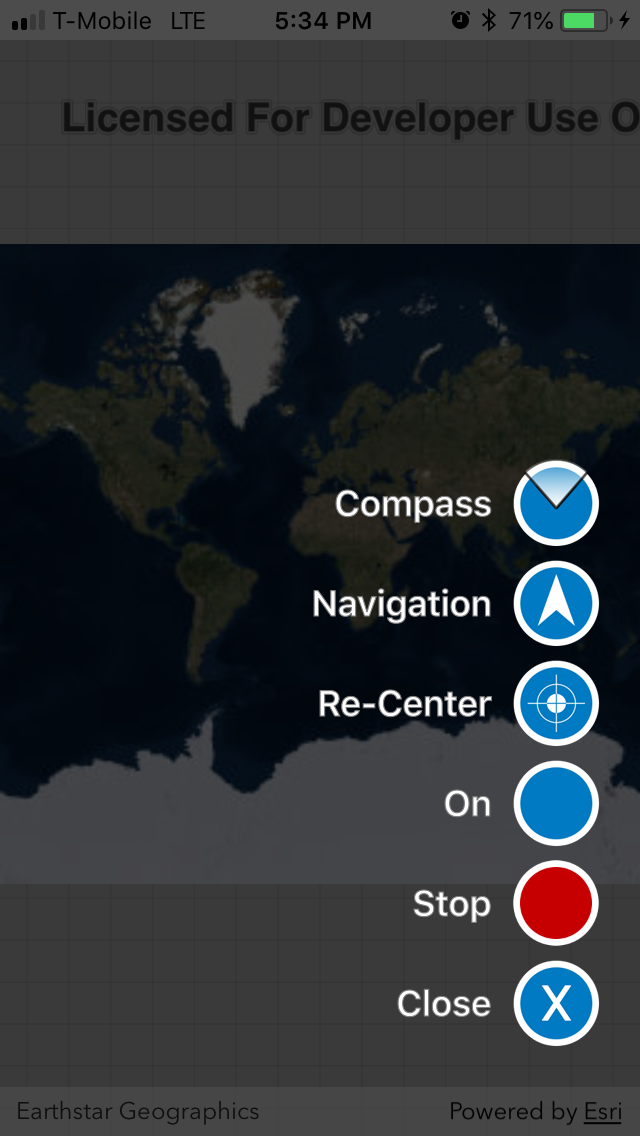 T-Mobile LTE 5:34 PM 71%
Licensed For Developer Use O
Compass
Navigation
Re-Center
On
Stop
X
Close
Earthstar Geographics Powered by Esri